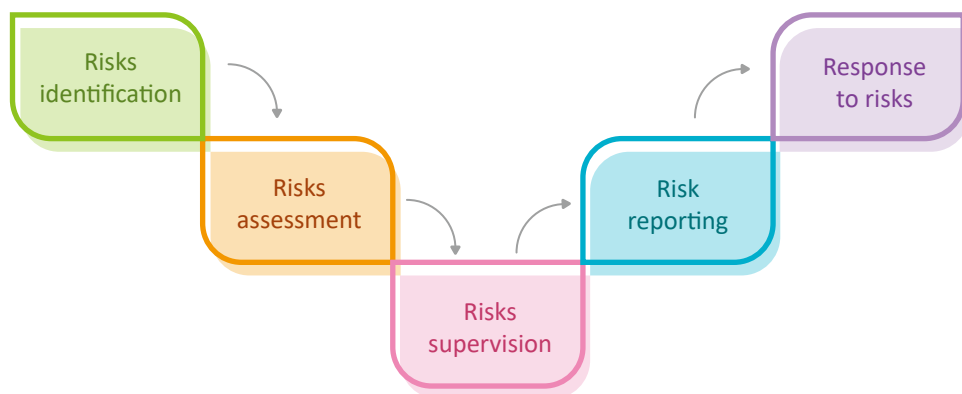 Risks
identification
Risks
assessment
Risks
supervision
Risk
reporting
Response
to risks